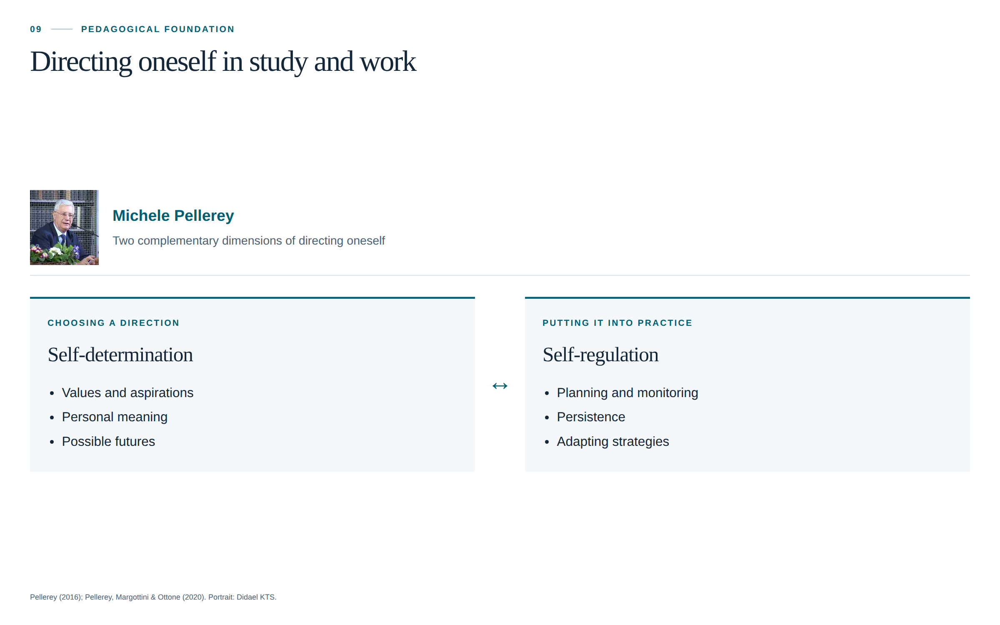 09 PEDAGOGICAL FOUNDATION
Directing oneself in study and work
Michele Pellerey
Two complementary dimensions of directing oneself
CHOOSING A DIRECTION
Self-determination
• Values and aspirations
• Personal meaning
• Possible futures
↔
PUTTING IT INTO PRACTICE
Self-regulation
• Planning and monitoring
• Persistence
• Adapting strategies
Pellerey (2016); Pellerey, Margottini & Ottone (2020). Portrait: Didael KTS.